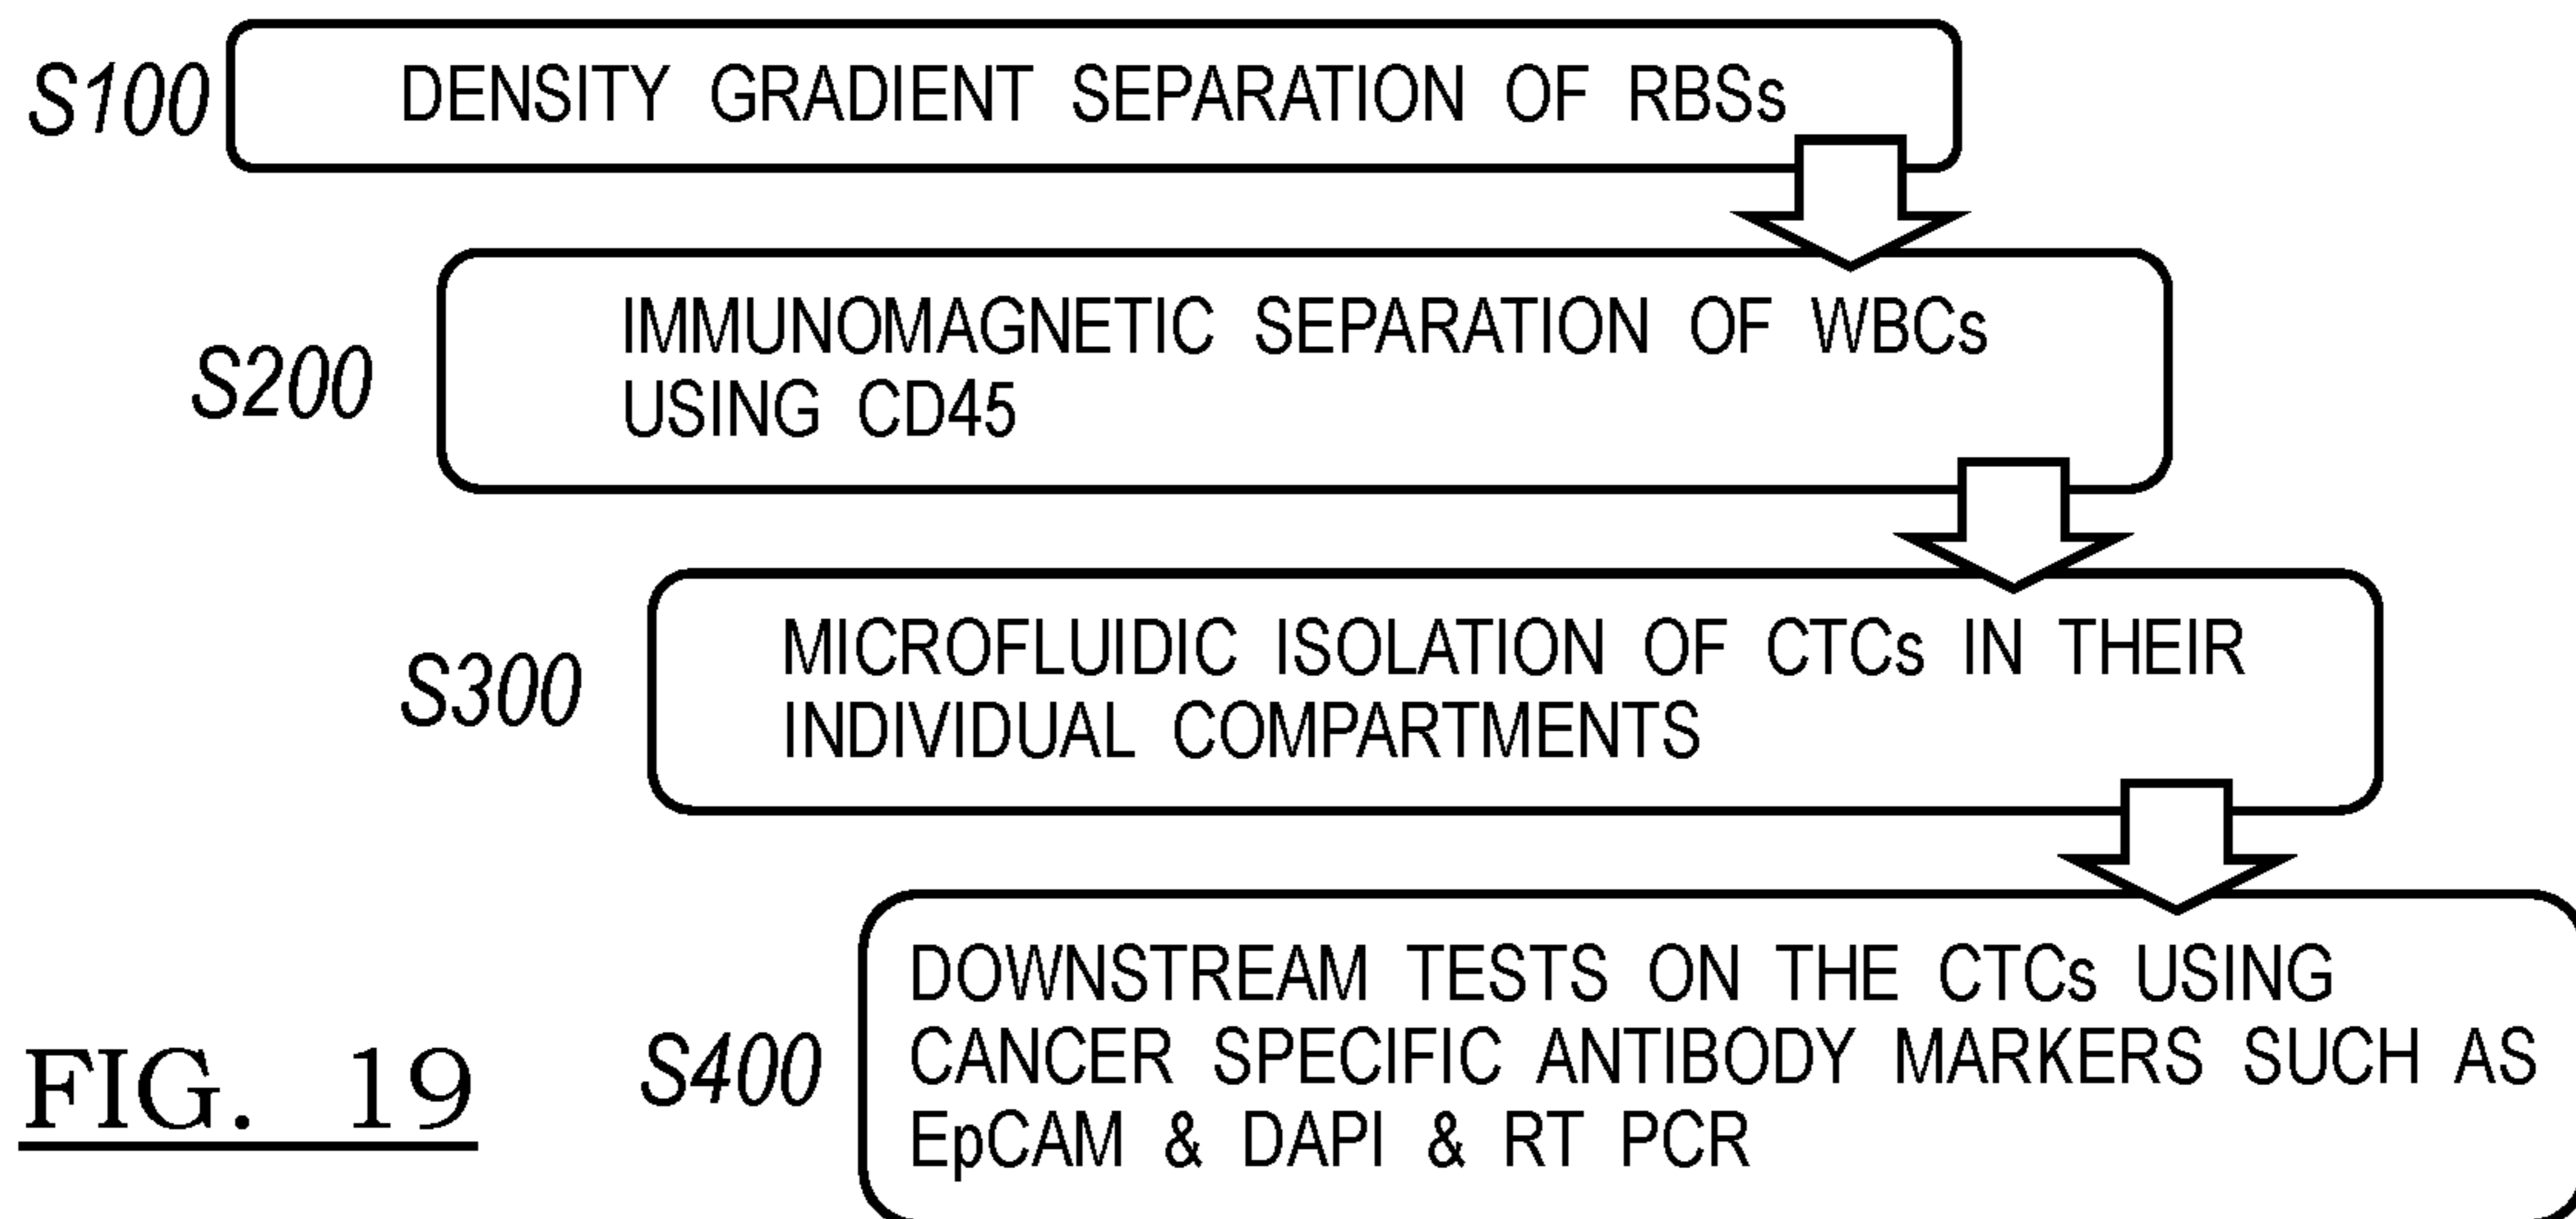 S100
DENSITY GRADIENT SEPARATION OF RBSs
S200
IMMUNOMAGNETIC SEPARATION OF WBCs
USING CD45
S300
MICROFLUIDIC ISOLATION OF CTCs IN THEIR
INDIVIDUAL COMPARTMENTS
S400
DOWNSTREAM TESTS ON THE CTCs USING
CANCER SPECIFIC ANTIBODY MARKERS SUCH AS
EpCAM & DAPI & RT PCR
FIG. 19